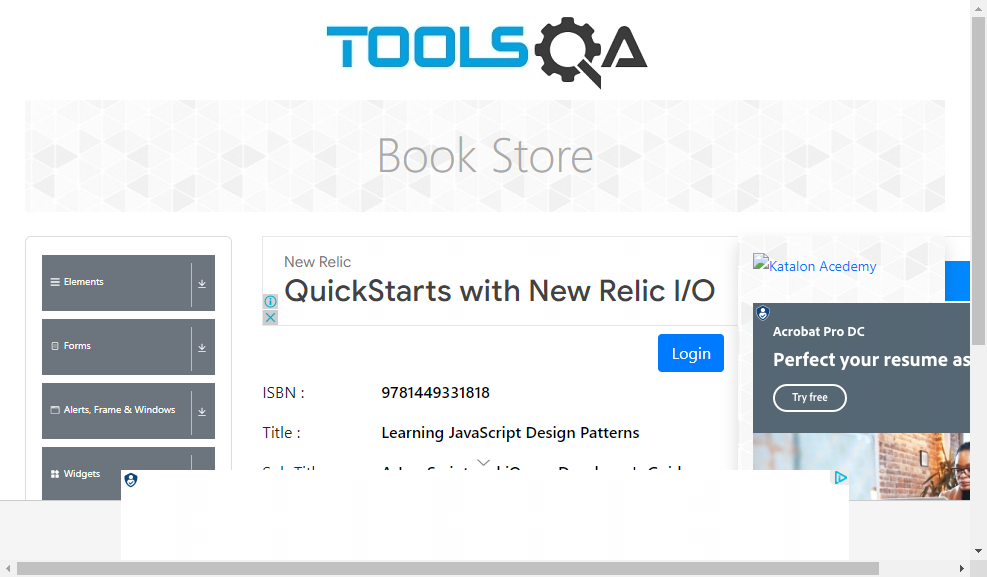 TOOLSQA
Book Store
Elements
Forms
Alerts, Frame & Windows
Widgets
New Relic
QuickStarts with New Relic I/O
Katalon Acedemy
Acrobat Pro DC
Perfect your resume as
Try free
Login
ISBN : 9781449331818
Title : Learning JavaScript Design Patterns